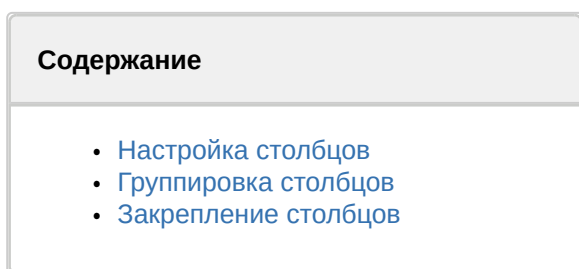 Содержание
• Настройка столбцов
• Группировка столбцов
• Закрепление столбцов